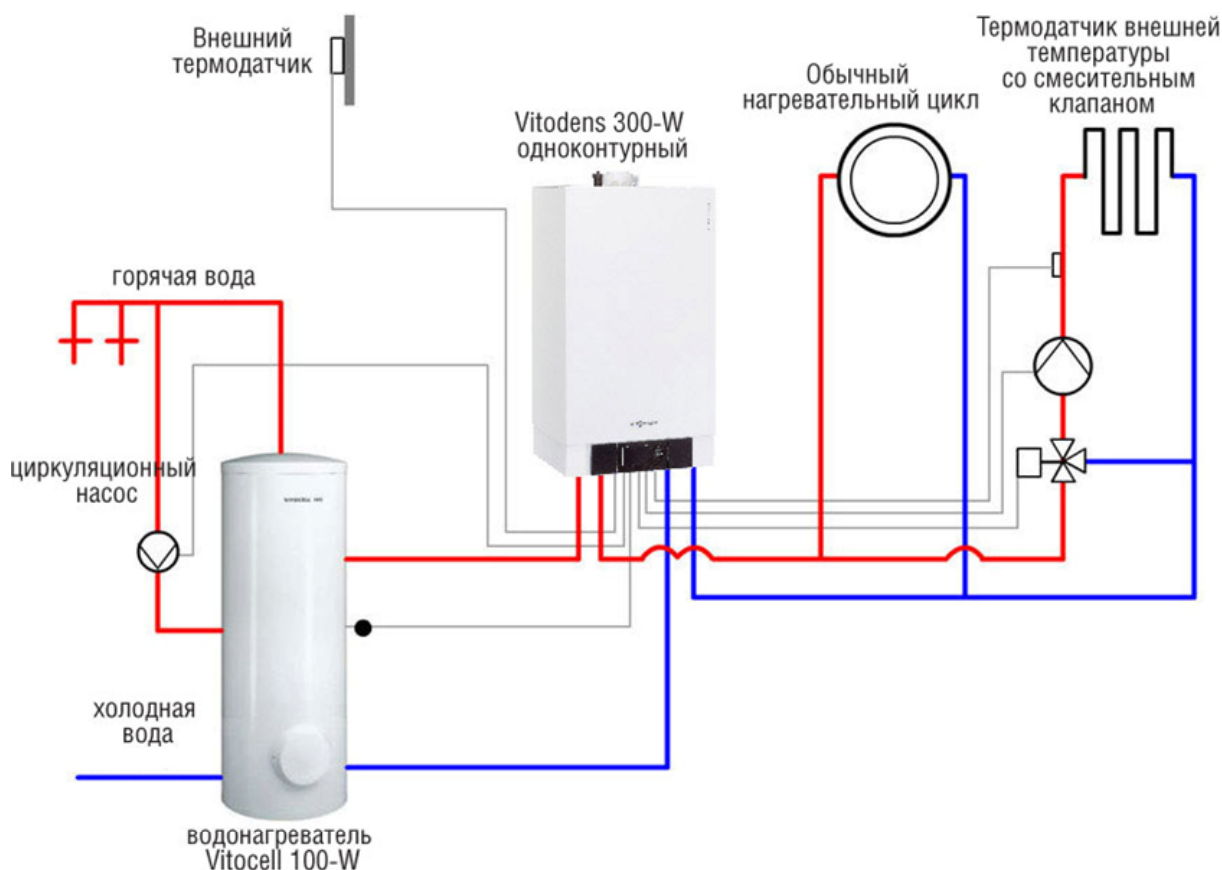 Внешний
термодатчик
Vitodens 300-W
одноконтурный
Обычный
нагревательный цикл
Термодатчик внешней
температуры
со смесительным
клапаном
горячая вода
циркуляционный
насос
холодная
вода
водонагреватель
Vitocell 100-W